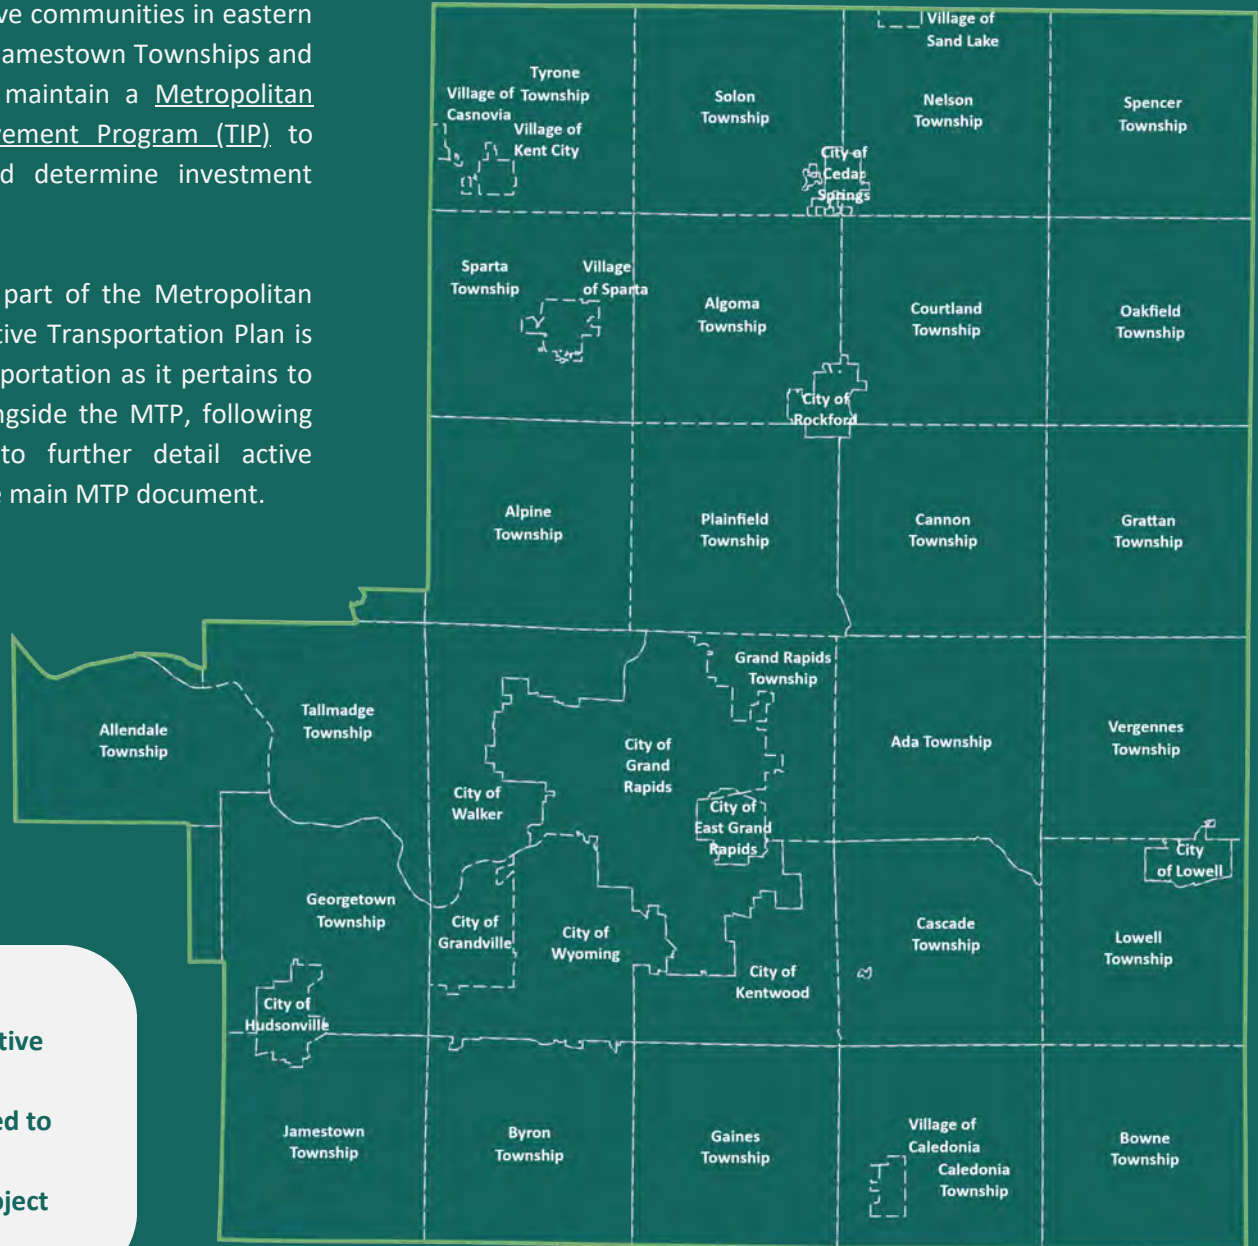 ve communities in eastern
Jamestown Townships and
maintain a Metropolitan
vement Program (TIP) to
d determine investment
part of the Metropolitan
tive Transportation Plan is
portation as it pertains to
ngside the MTP, following
to further detail active
e main MTP document.
tive
ed to
ject
Village of
Sand Lake
Tyrone
Township
Village of
Casnovia
Village of
Kent City
Solon
Township
Nelson
Township
Spencer
Township
City of
Cedar
Springs
Sparta
Township
Village
of Sparta
Algoma
Township
Courtland
Township
Oakfield
Township
City of
Rockford
Alpine
Township
Plainfield
Township
Cannon
Township
Grattan
Township
Grand Rapids
Township
Allendale
Township
Tallmadge
Township
City of
Grand
Rapids
Ada Township
Vergennes
Township
City of
Walker
City of
East Grand
Rapids
City
of Lowell
Georgetown
Township
City of
Grandville
City of
Wyoming
Cascade
Township
Lowell
Township
City of
Kentwood
City of
Hudsonville
Jamestown
Township
Byron
Township
Gaines
Township
Village of
Caledonia
Caledonia
Township
Bowne
Township